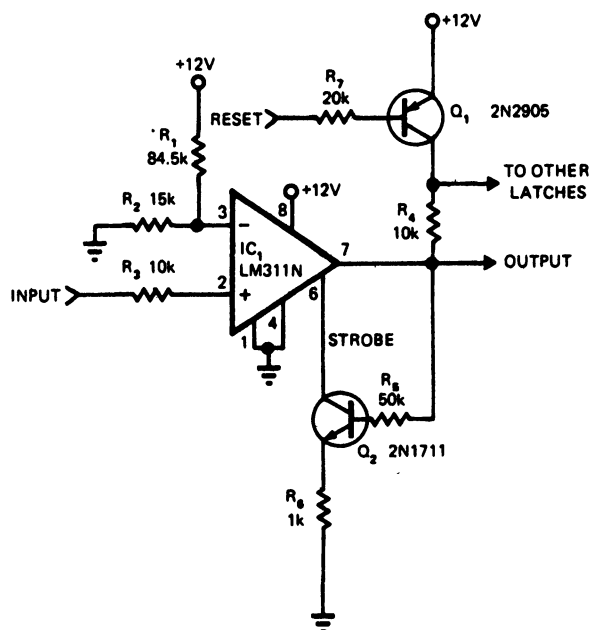 +12V
+12V
R7
20k
RESET
Q1 2N2905
R1
84.5k
TO OTHER
LATCHES
+12V
R2 15k
R4
10k
3
−
8
IC1
LM311N
7
OUTPUT
R3 10k
INPUT
2
+
6
1
4
STROBE
R5
50k
Q2 2N1711
R6
1k